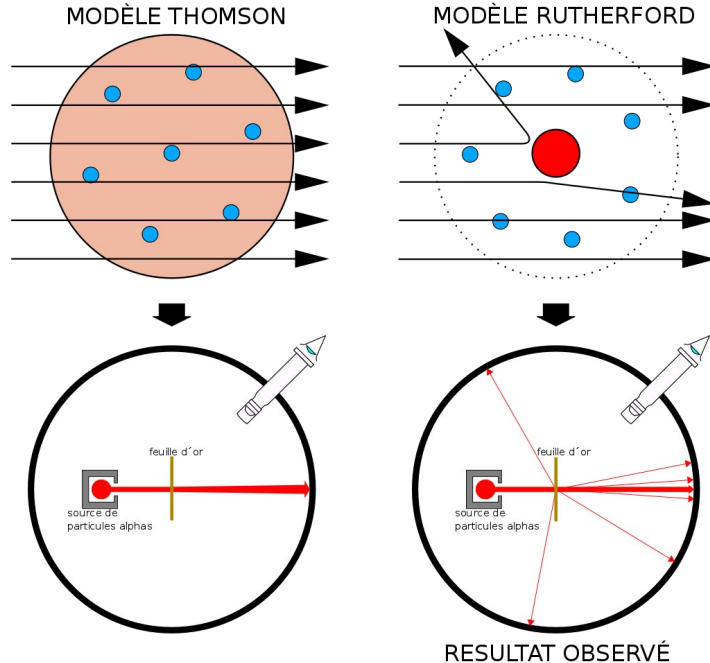 MODÈLE THOMSON
MODÈLE RUTHERFORD
feuille d´or
source de
particules alphas
feuille d´or
source de
particules alphas
RESULTAT OBSERVÉ